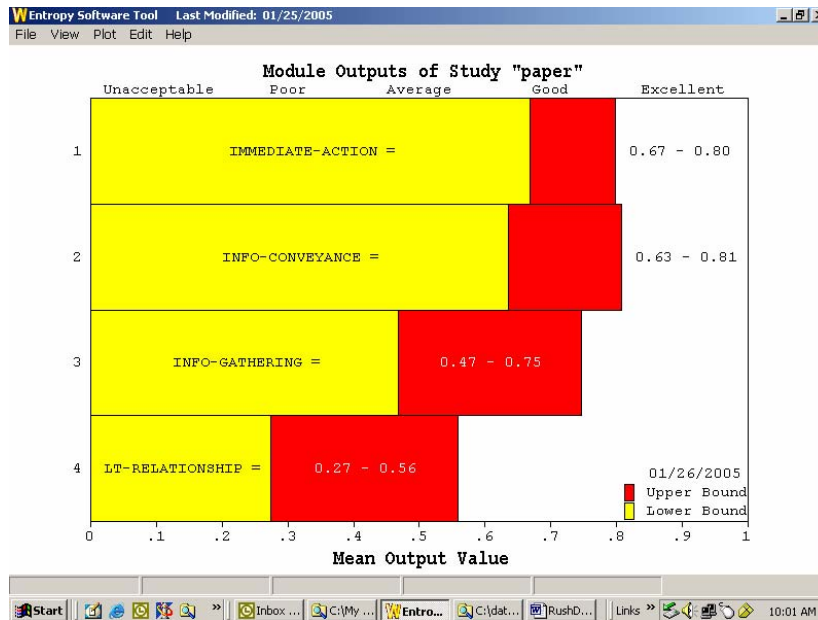 Entropy Software Tool Last Modified: 01/25/2005
File View Plot Edit Help
Module Outputs of Study "paper"
Unacceptable Poor Average Good Excellent
1 IMMEDIATE-ACTION = 0.67 - 0.80
2 INFO-CONVEYANCE = 0.63 - 0.81
3 INFO-GATHERING = 0.47 - 0.75
4 LT-RELATIONSHIP = 0.27 - 0.56
01/26/2005
Upper Bound
Lower Bound
0 .1 .2 .3 .4 .5 .6 .7 .8 .9 1
Mean Output Value
Start » Inbox ... C:\My ... Entro... C:\dat... RushD... Links » 10:01 AM